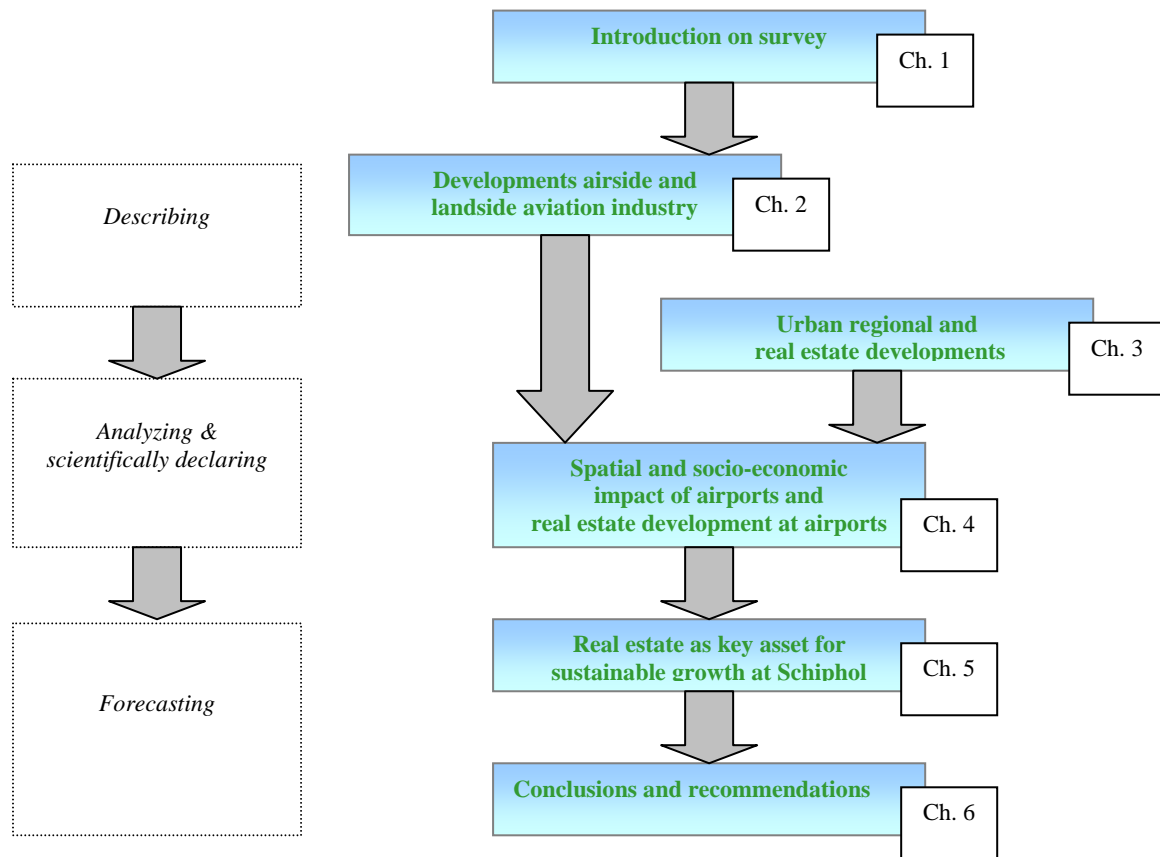 Introduction on survey
Ch. 1
Developments airside and
landside aviation industry
Ch. 2
Describing
Urban regional and
real estate developments
Ch. 3
Analyzing &
scientifically declaring
Spatial and socio-economic
impact of airports and
real estate development at airports
Ch. 4
Real estate as key asset for
sustainable growth at Schiphol
Ch. 5
Forecasting
Conclusions and recommendations
Ch. 6